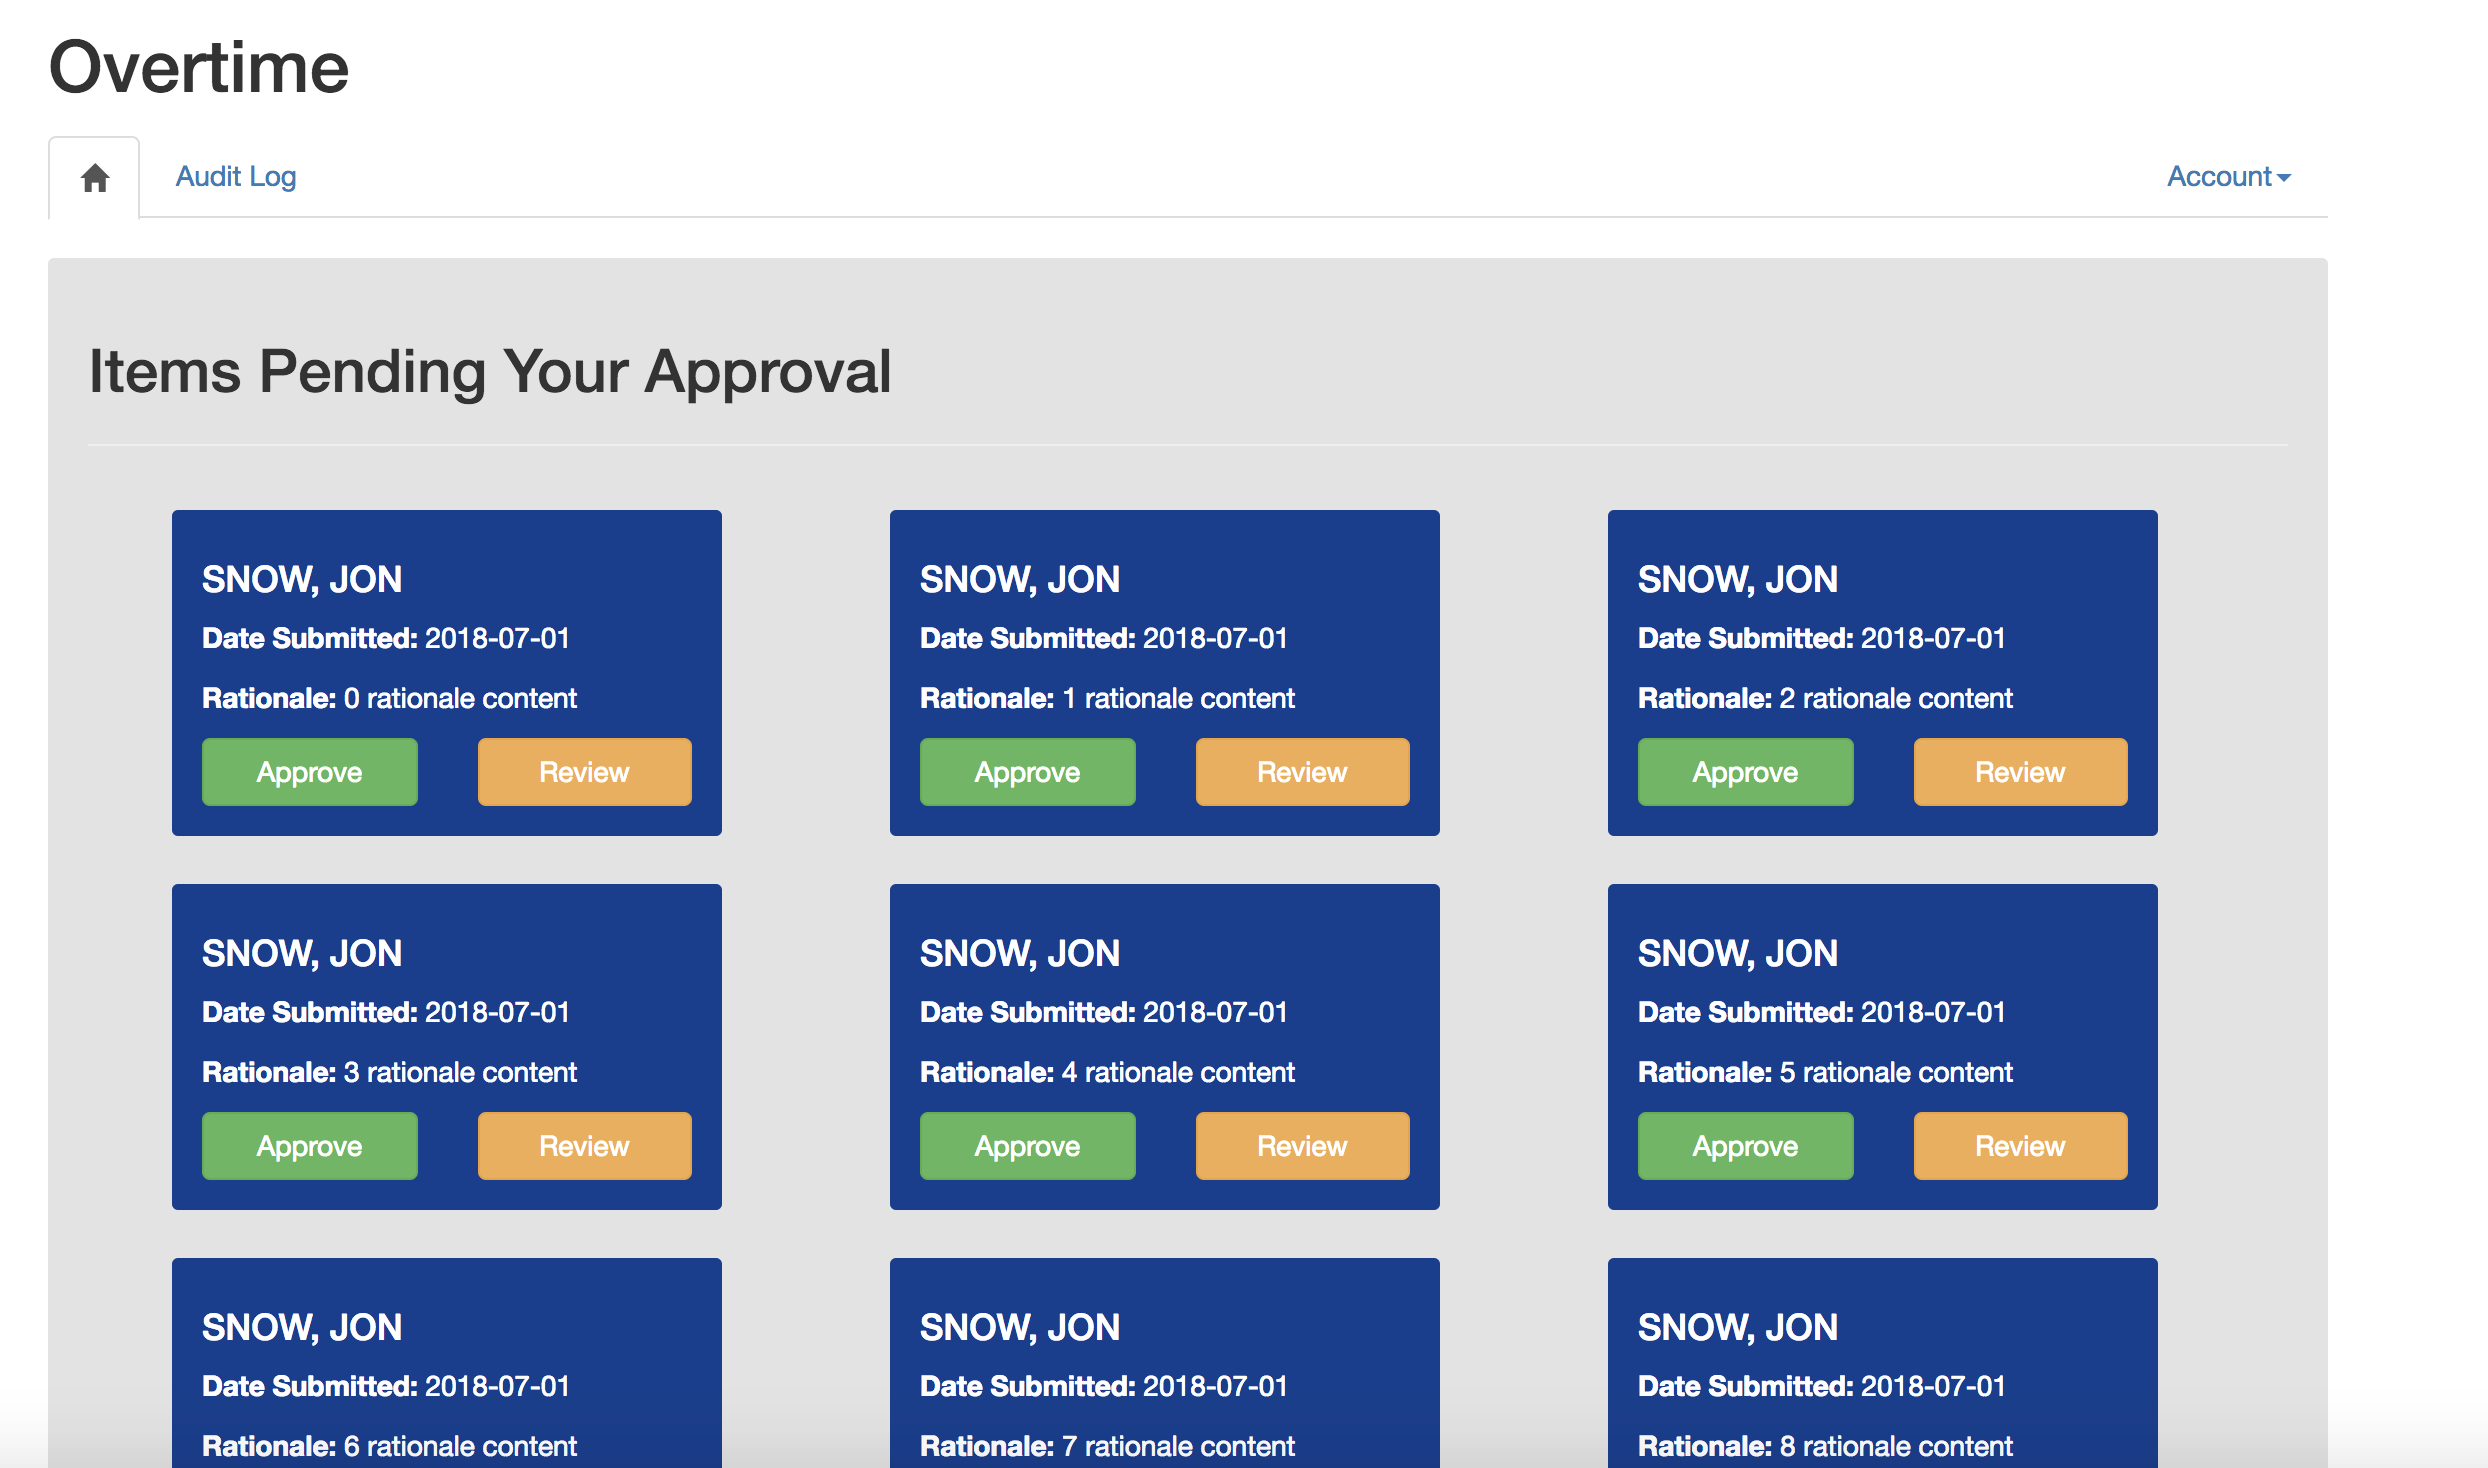 Overtime
Audit Log
Account
Items Pending Your Approval
SNOW, JON
Date Submitted: 2018-07-01
Rationale: 0 rationale content
Approve Review
SNOW, JON
Date Submitted: 2018-07-01
Rationale: 1 rationale content
Approve Review
SNOW, JON
Date Submitted: 2018-07-01
Rationale: 2 rationale content
Approve Review
SNOW, JON
Date Submitted: 2018-07-01
Rationale: 3 rationale content
Approve Review
SNOW, JON
Date Submitted: 2018-07-01
Rationale: 4 rationale content
Approve Review
SNOW, JON
Date Submitted: 2018-07-01
Rationale: 5 rationale content
Approve Review
SNOW, JON
Date Submitted: 2018-07-01
Rationale: 6 rationale content
SNOW, JON
Date Submitted: 2018-07-01
Rationale: 7 rationale content
SNOW, JON
Date Submitted: 2018-07-01
Rationale: 8 rationale content